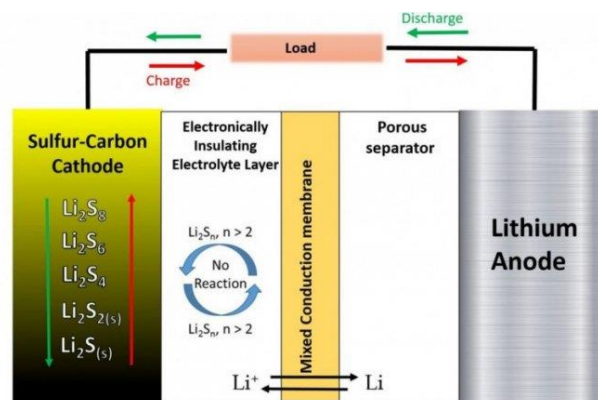 Discharge
Load
Charge
Sulfur-Carbon
Cathode
Li₂S₈
Li₂S₆
Li₂S₄
Li₂S₂₍ₛ₎
Li₂S₍ₛ₎
Electronically
Insulating
Electrolyte Layer
Li₂Sₙ, n > 2
No
Reaction
Li₂Sₙ, n > 2
Mixed Conduction membrane
Li⁺
Li
Porous
separator
Lithium
Anode